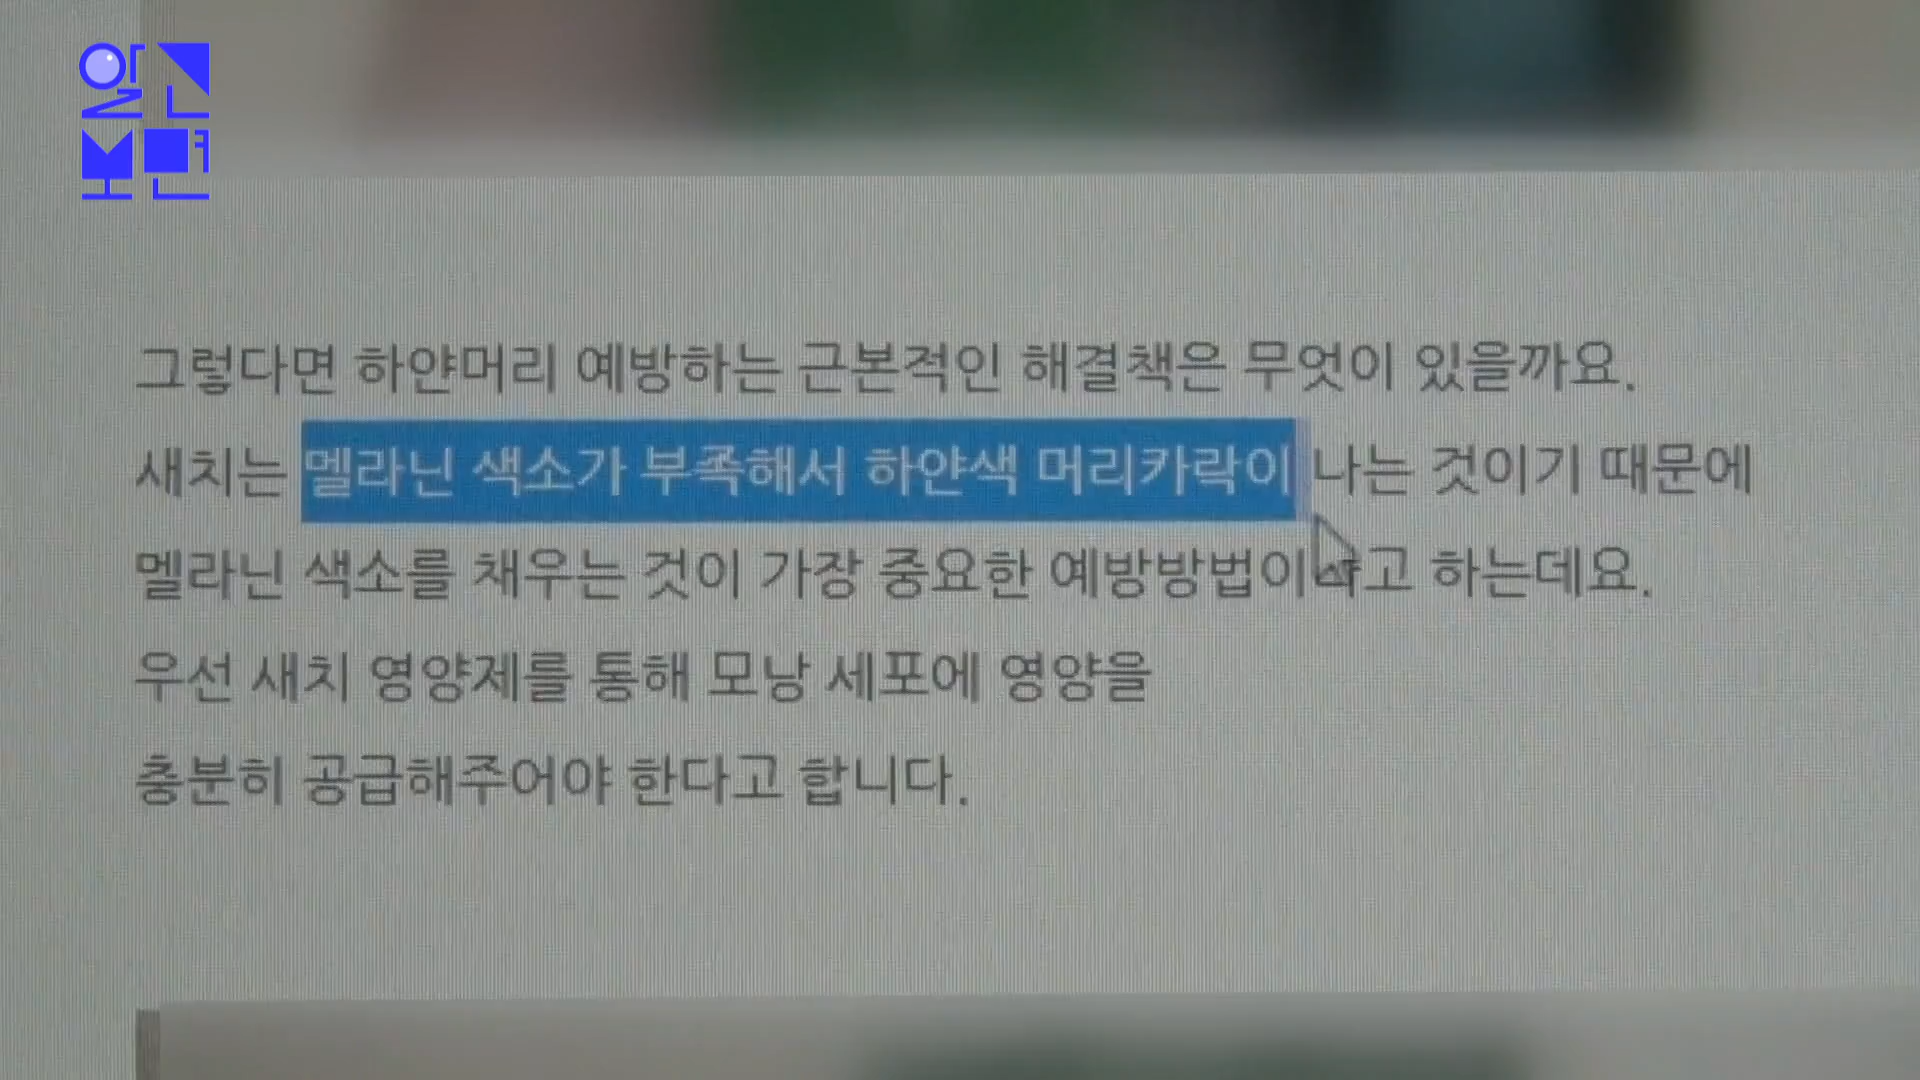 알고보면
그렇다면 하얀머리 예방하는 근본적인 해결책은 무엇이 있을까요.
새치는 멜라닌 색소가 부족해서 하얀색 머리카락이 나는 것이기 때문에
멜라닌 색소를 채우는 것이 가장 중요한 예방방법이라고 하는데요.
우선 새치 영양제를 통해 모낭 세포에 영양을
충분히 공급해주어야 한다고 합니다.